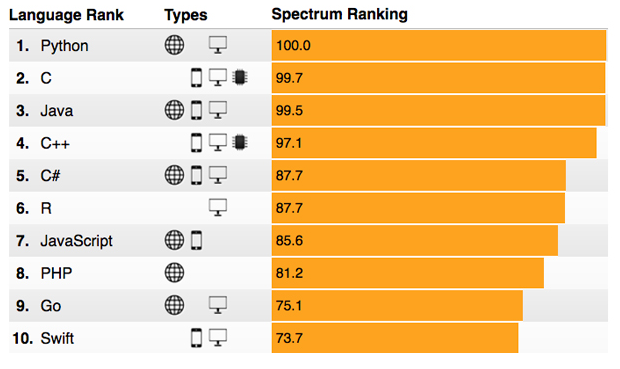 Language Rank Types Spectrum Ranking
1. Python 100.0
2. C 99.7
3. Java 99.5
4. C++ 97.1
5. C# 87.7
6. R 87.7
7. JavaScript 85.6
8. PHP 81.2
9. Go 75.1
10. Swift 73.7